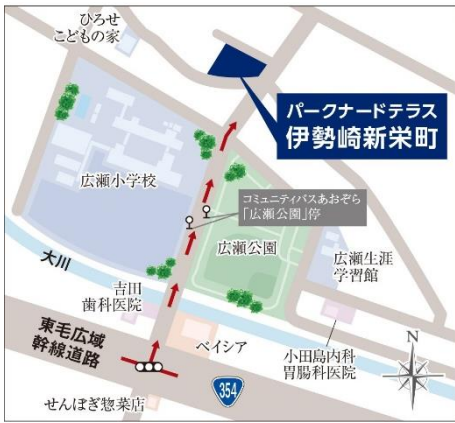 ひろせ
こどもの家
パークナードテラス
伊勢崎新栄町
広瀬小学校
コミュニティバスあおぞら
「広瀬公園」停
広瀬公園
広瀬生涯
学習館
大川
吉田
歯科医院
東毛広域
幹線道路
ベイシア
小田島内科
胃腸科医院
N
354
せんぼぎ惣菜店